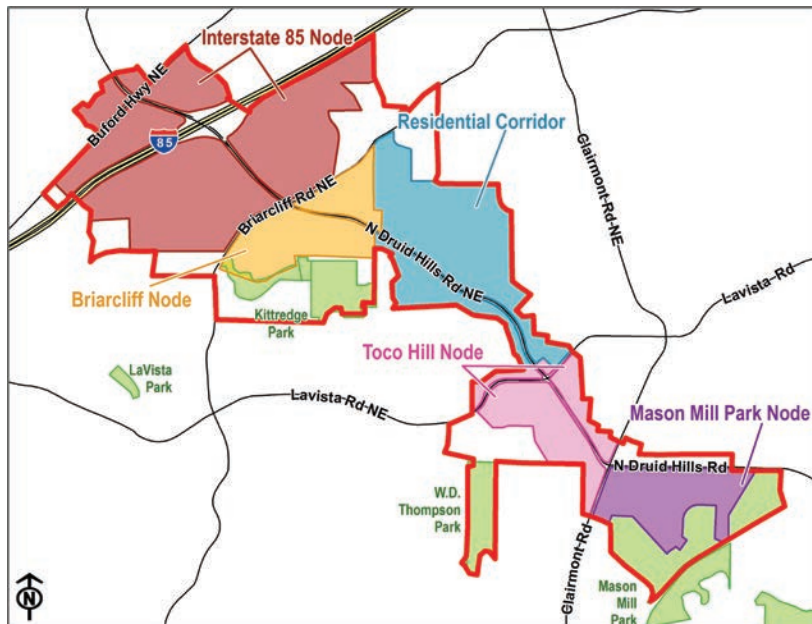 Interstate 85 Node
Buford Hwy NE
85
Residential Corridor
Clairmont Rd NE
Briarcliff Rd NE
N Druid Hills Rd NE
Lavista Rd
Briarcliff Node
Kittredge
Park
Toco Hill Node
LaVista
Park
Lavista Rd NE
Mason Mill Park Node
N Druid Hills Rd
W.D.
Thompson
Park
Clairmont Rd
Mason
Mill
Park
N